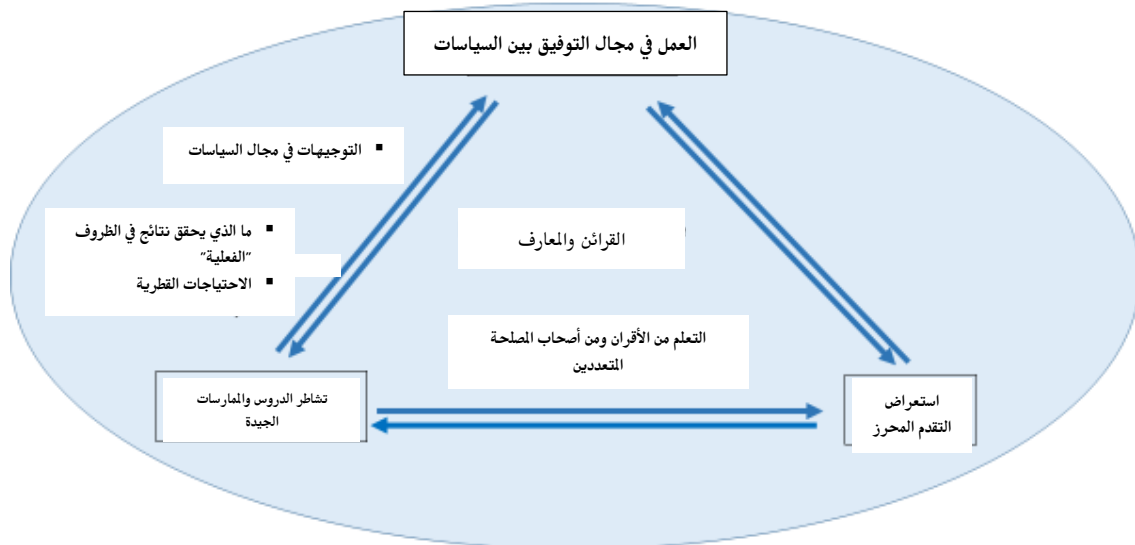 العمل في مجال التوفيق بين السياسات
▪ التوجيهات في مجال السياسات
▪ ما الذي يحقق نتائج في الظروف
"الفعلية"
▪ الاحتياجات القطرية
القرائن والمعارف
التعلم من الأقران ومن أصحاب المصلحة
المتعددين
تشاطر الدروس والممارسات
الجيدة
استعراض
التقدم المحرز